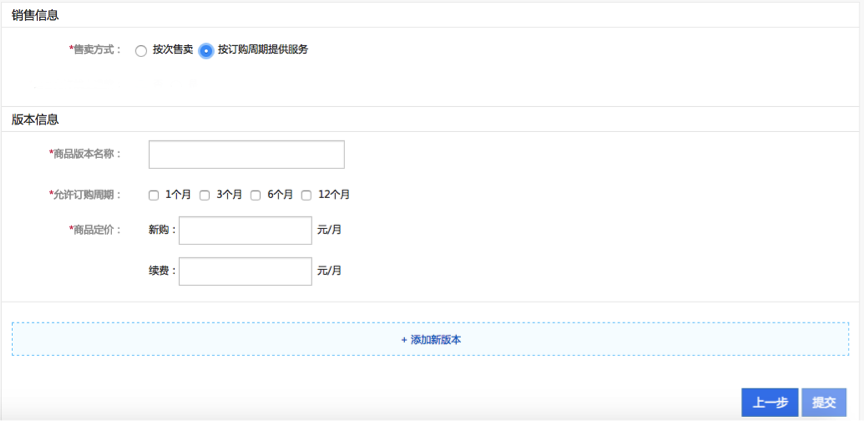 销售信息
*售卖方式： 按次售卖 按订购周期提供服务
版本信息
*商品版本名称：
*允许订购周期： 1个月 3个月 6个月 12个月
*商品定价： 新购： 元/月
续费： 元/月
+ 添加新版本
上一步 提交